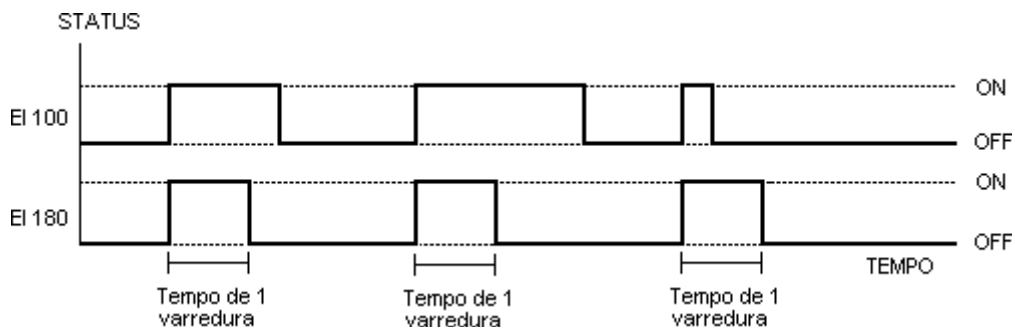 STATUS
ON
EI 100
OFF
ON
EI 180
OFF
TEMPO
Tempo de 1
varredura
Tempo de 1
varredura
Tempo de 1
varredura